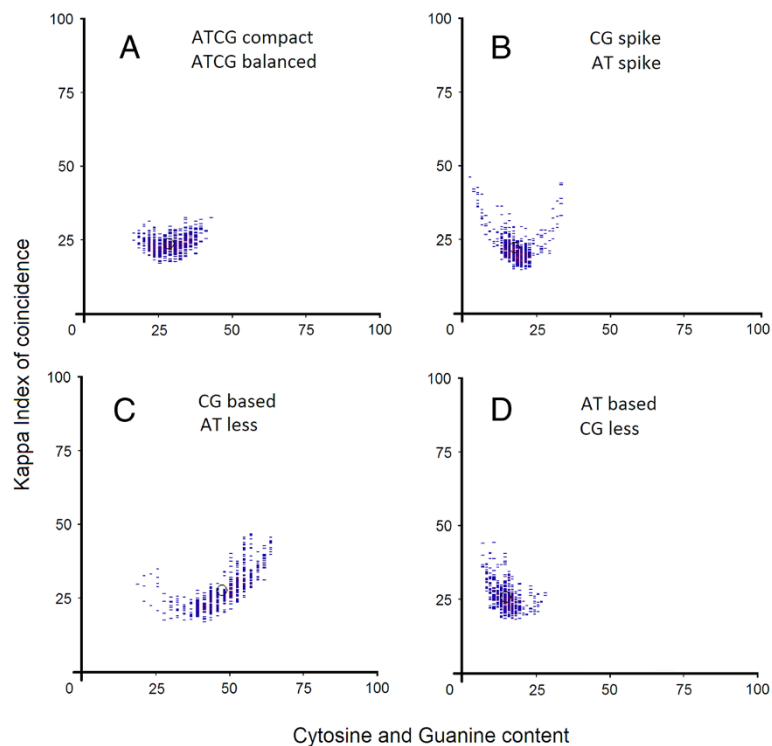 100
A
ATCG compact
ATCG balanced
75
50
25
0
25
50
75
100
100
B
CG spike
AT spike
75
50
25
0
25
50
75
100
Kappa Index of coincidence
100
C
CG based
AT less
75
50
25
0
25
50
75
100
100
D
AT based
CG less
75
50
25
0
25
50
75
100
Cytosine and Guanine content